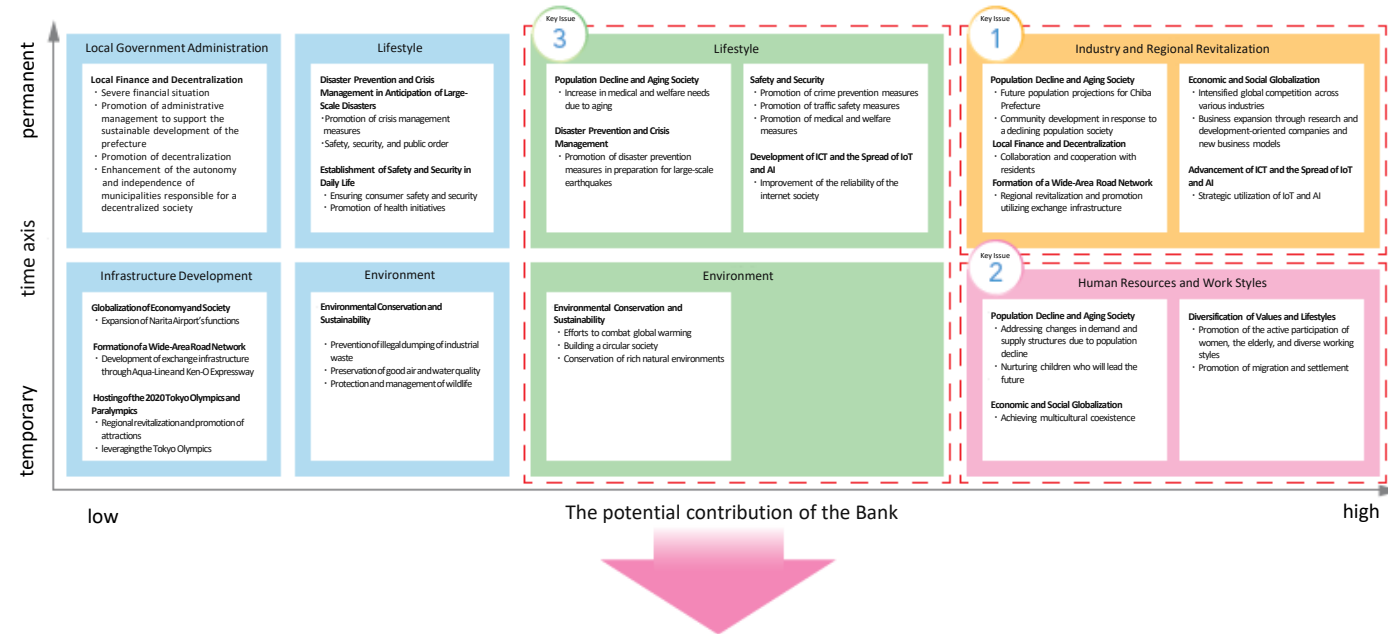 permanent
time axis
temporary
Local Government Administration
Local Finance and Decentralization
・ Severe financial situation
・ Promotion of administrative
management to support the
sustainable development of the
prefecture
・ Promotion of decentralization
・ Enhancement of the autonomy
and independence of
municipalities responsible for a
decentralized society
Lifestyle
Disaster Prevention and Crisis
Management in Anticipation of Large-
Scale Disasters
・Promotion of crisis management
measures
・Safety, security, and public order
Establishment of Safety and Security in
Daily Life
・ Ensuring consumer safety and security
・ Promotion of health initiatives
Key Issue
3
Lifestyle
Population Decline and Aging Society
・ Increase in medical and welfare needs
due to aging
Disaster Prevention and Crisis
Management
・ Promotion of disaster prevention
measures in preparation for large-scale
earthquakes
Safety and Security
・ Promotion of crime prevention measures
・ Promotion of traffic safety measures
・ Promotion of medical and welfare
measures
Development of ICT and the Spread of IoT
and AI
・ Improvement of the reliability of the
internet society
Key Issue
1
Industry and Regional Revitalization
Population Decline and Aging Society
・ Future population projections for Chiba
Prefecture
・ Community development in response to
a declining population society
Local Finance and Decentralization
・ Collaboration and cooperation with
residents
Formation of a Wide-Area Road Network
・ Regional revitalization and promotion
utilizing exchange infrastructure
Economic and Social Globalization
・ Intensified global competition across
various industries
・ Business expansion through research and
development-oriented companies and
new business models
Advancement of ICT and the Spread of IoT
and AI
・ Strategic utilization of IoT and AI
Infrastructure Development
Globalization of Economy and Society
・ Expansion of Narita Airport's functions
Formation of a Wide-Area Road Network
・ Development of exchange infrastructure
through Aqua-Line and Ken-O Expressway
Hosting of the 2020 Tokyo Olympics and
Paralympics
・ Regional revitalization and promotion of
attractions
・ leveraging the Tokyo Olympics
Environment
Environmental Conservation and
Sustainability
・ Prevention of illegal dumping of industrial
waste
・ Preservation of good air and water quality
・ Protection and management of wildlife
Environment
Environmental Conservation and
Sustainability
・ Efforts to combat global warming
・ Building a circular society
・ Conservation of rich natural environments
Key Issue
2
Human Resources and Work Styles
Population Decline and Aging Society
・ Addressing changes in demand and
supply structures due to population
decline
・ Nurturing children who will lead the
future
Economic and Social Globalization
・ Achieving multicultural coexistence
Diversification of Values and Lifestyles
・ Promotion of the active participation of
women, the elderly, and diverse working
styles
・ Promotion of migration and settlement
low
The potential contribution of the Bank
high